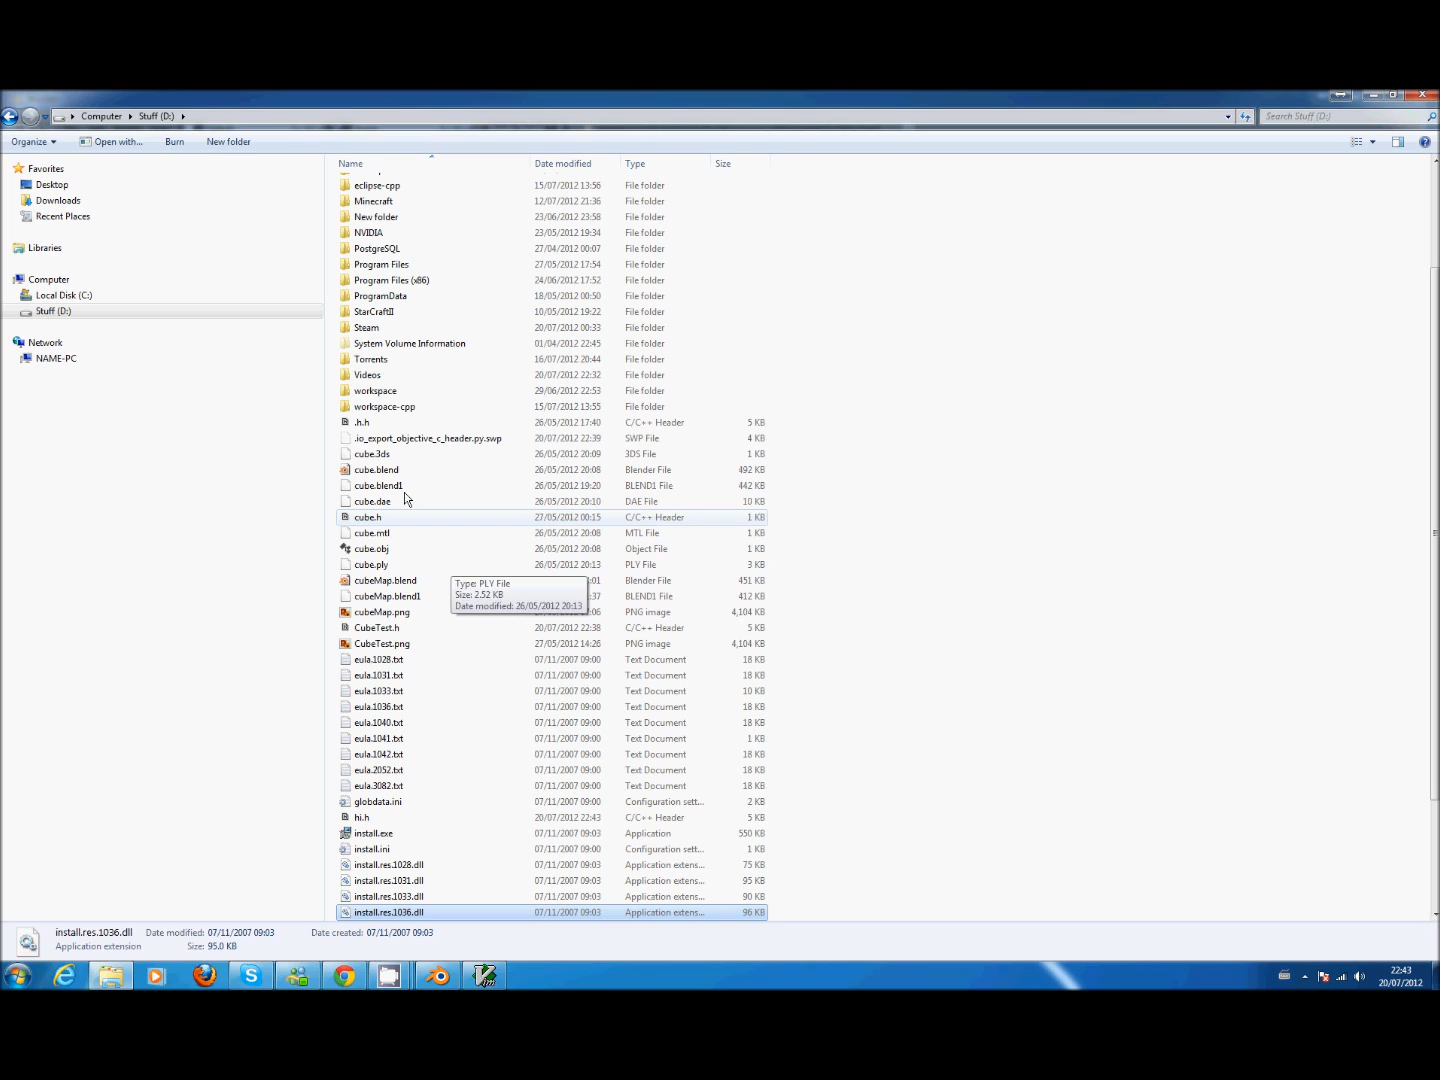 Computer Stuff (D:) Search Stuff (D:)
Organize Open with... Burn New folder
Name Date modified Type Size
Favorites
Desktop
Downloads
Recent Places
Libraries
Computer
Local Disk (C:)
Stuff (D:)
Network
NAME-PC
eclipse-cpp 15/07/2012 13:56 File folder
Minecraft 12/07/2012 21:36 File folder
New folder 23/06/2012 23:58 File folder
NVIDIA 23/05/2012 19:34 File folder
PostgreSQL 27/04/2012 00:07 File folder
Program Files 27/05/2012 17:54 File folder
Program Files (x86) 24/06/2012 17:52 File folder
ProgramData 18/05/2012 00:50 File folder
StarCraftII 10/05/2012 19:22 File folder
Steam 20/07/2012 00:33 File folder
System Volume Information 01/04/2012 22:45 File folder
Torrents 16/07/2012 20:44 File folder
Videos 20/07/2012 22:32 File folder
workspace 29/06/2012 22:53 File folder
workspace-cpp 15/07/2012 13:55 File folder
.h.h 26/05/2012 17:40 C/C++ Header 5 KB
.io_export_objective_c_header.py.swp 20/07/2012 22:39 SWP File 4 KB
cube.3ds 26/05/2012 20:09 3DS File 1 KB
cube.blend 26/05/2012 20:08 Blender File 492 KB
cube.blend1 26/05/2012 19:20 BLEND1 File 442 KB
cube.dae 26/05/2012 20:10 DAE File 10 KB
cube.h 27/05/2012 00:15 C/C++ Header 1 KB
cube.mtl 26/05/2012 20:08 MTL File 1 KB
cube.obj 26/05/2012 20:08 Object File 1 KB
cube.ply 26/05/2012 20:13 PLY File 3 KB
cubeMap.blend :01 Blender File 451 KB
cubeMap.blend1 :37 BLEND1 File 412 KB
cubeMap.png :06 PNG image 4,104 KB
Type: PLY File
Size: 2.52 KB
Date modified: 26/05/2012 20:13
CubeTest.h 20/07/2012 22:38 C/C++ Header 5 KB
CubeTest.png 27/05/2012 14:26 PNG image 4,104 KB
eula.1028.txt 07/11/2007 09:00 Text Document 18 KB
eula.1031.txt 07/11/2007 09:00 Text Document 18 KB
eula.1033.txt 07/11/2007 09:00 Text Document 10 KB
eula.1036.txt 07/11/2007 09:00 Text Document 18 KB
eula.1040.txt 07/11/2007 09:00 Text Document 18 KB
eula.1041.txt 07/11/2007 09:00 Text Document 1 KB
eula.1042.txt 07/11/2007 09:00 Text Document 18 KB
eula.2052.txt 07/11/2007 09:00 Text Document 18 KB
eula.3082.txt 07/11/2007 09:00 Text Document 18 KB
globdata.ini 07/11/2007 09:00 Configuration sett... 2 KB
hi.h 20/07/2012 22:43 C/C++ Header 5 KB
install.exe 07/11/2007 09:03 Application 550 KB
install.ini 07/11/2007 09:00 Configuration sett... 1 KB
install.res.1028.dll 07/11/2007 09:03 Application extens... 75 KB
install.res.1031.dll 07/11/2007 09:03 Application extens... 95 KB
install.res.1033.dll 07/11/2007 09:03 Application extens... 90 KB
install.res.1036.dll 07/11/2007 09:03 Application extens... 96 KB
install.res.1036.dll Date modified: 07/11/2007 09:03 Date created: 07/11/2007 09:03
Application extension Size: 95.0 KB
22:43
20/07/2012